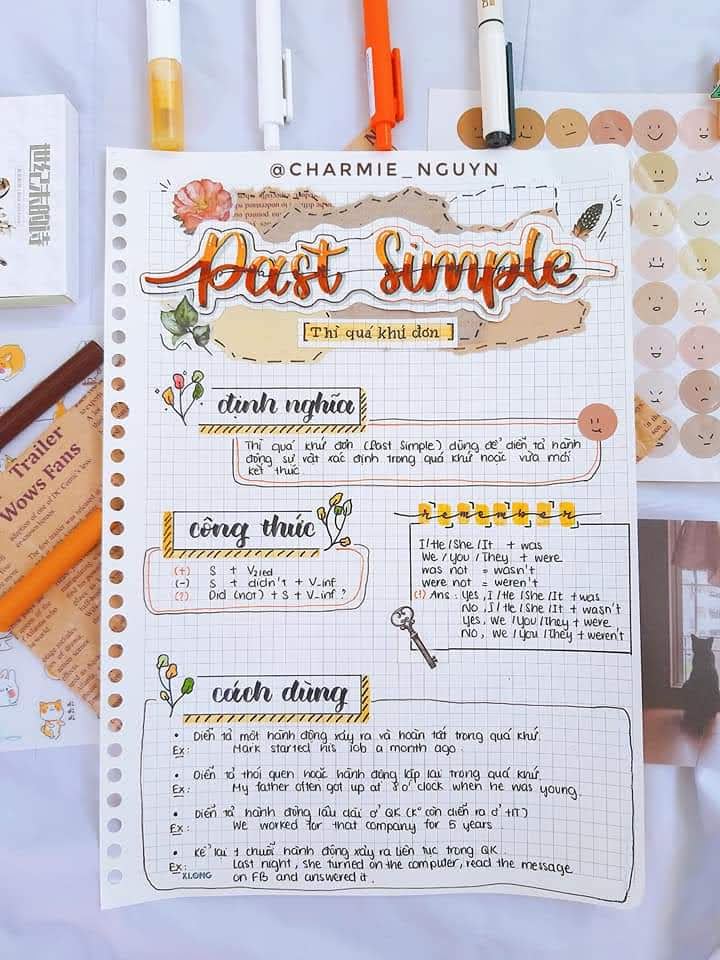 @CHARMIE_NGUYN
Past Simple
Thì quá khứ đơn
định nghĩa
Thì quá khứ đơn (Past Simple) dùng để diễn tả hành
động sự vật xác định trong quá khứ hoặc vừa mới
kết thúc
công thức
(+) S + V2/ed
(-) S + didn't + V_inf
(?) Did (not) + S + V_inf ?
remember
I / He / She / It + was
We / You / They + were
was not = wasn't
were not = weren't
(?) Ans : Yes, I / He / She / It + was
No, I / He / She / It + wasn't
Yes, We / You / They + were
No, We / You / They + weren't
cách dùng
• Diễn tả một hành động xảy ra và hoàn tất trong quá khứ.
Ex: Mark started his job a month ago.
• Diễn tả thói quen hoặc hành động lặp lại trong quá khứ
Ex: My father often got up at o'clock when he was young.
• Diễn tả hành động lâu dài ở QK (kº còn diễn ra ở HT)
Ex: We worked for that company for 5 years
• Kể lại 1 chuỗi hành động xảy ra liên tục trong QK.
Ex: Last night, she turned on the computer, read the message
on FB and answered it.
KLONG
Trailer
Wows Fans